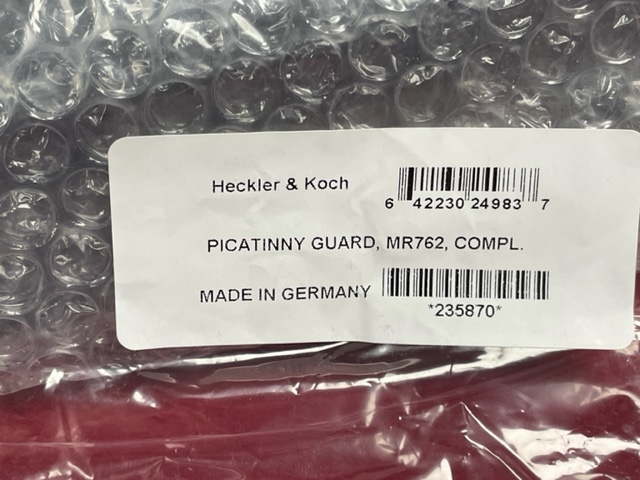 Heckler & Koch
6 42230 24983 7
PICATINNY GUARD, MR762, COMPL.
MADE IN GERMANY
*235870*